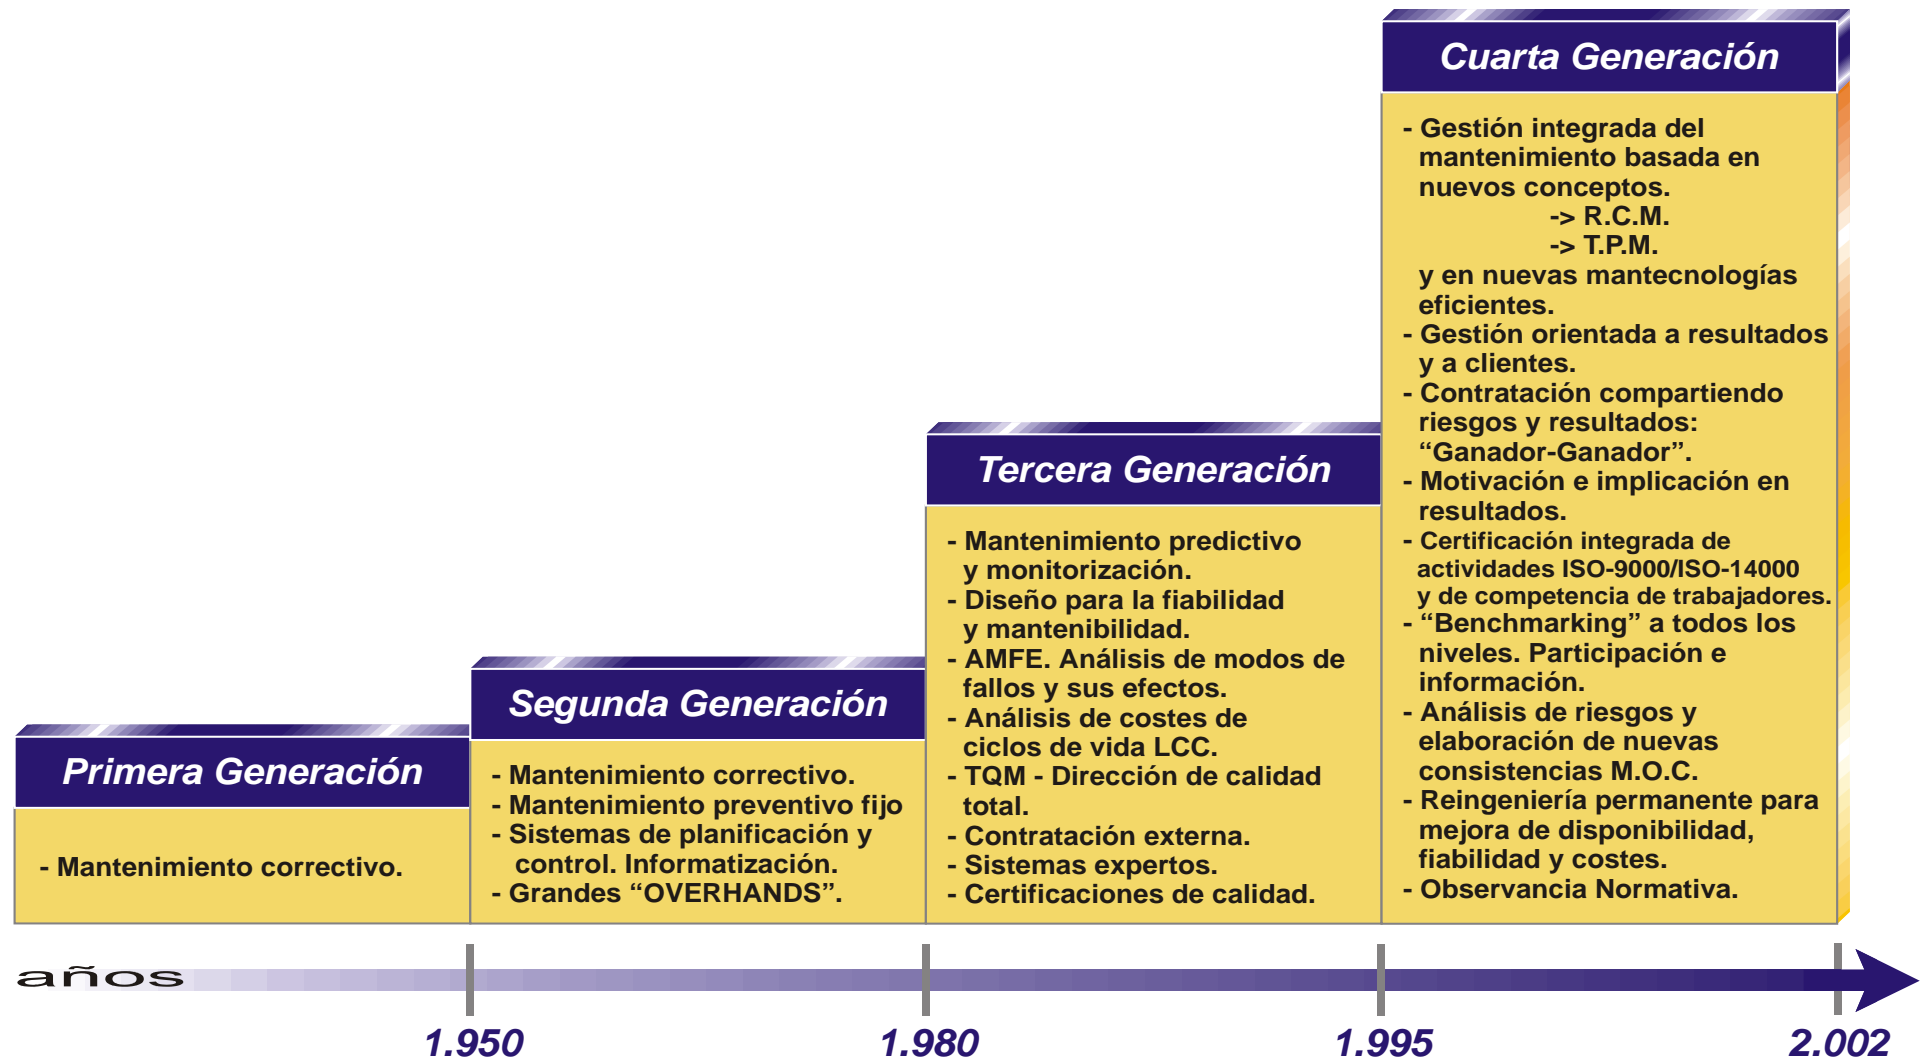 Primera Generación
- Mantenimiento correctivo.
Segunda Generación
- Mantenimiento correctivo.
- Mantenimiento preventivo fijo
- Sistemas de planificación y
control. Informatización.
- Grandes “OVERHANDS”.
Tercera Generación
- Mantenimiento predictivo
y monitorización.
- Diseño para la fiabilidad
y mantenibilidad.
- AMFE. Análisis de modos de
fallos y sus efectos.
- Análisis de costes de
ciclos de vida LCC.
- TQM - Dirección de calidad
total.
- Contratación externa.
- Sistemas expertos.
- Certificaciones de calidad.
Cuarta Generación
- Gestión integrada del
mantenimiento basada en
nuevos conceptos.
-> R.C.M.
-> T.P.M.
y en nuevas mantecnologías
eficientes.
- Gestión orientada a resultados
y a clientes.
- Contratación compartiendo
riesgos y resultados:
“Ganador-Ganador”.
- Motivación e implicación en
resultados.
- Certificación integrada de
actividades ISO-9000/ISO-14000
y de competencia de trabajadores.
- “Benchmarking” a todos los
niveles. Participación e
información.
- Análisis de riesgos y
elaboración de nuevas
consistencias M.O.C.
- Reingeniería permanente para
mejora de disponibilidad,
fiabilidad y costes.
- Observancia Normativa.
años
1.950
1.980
1.995
2.002